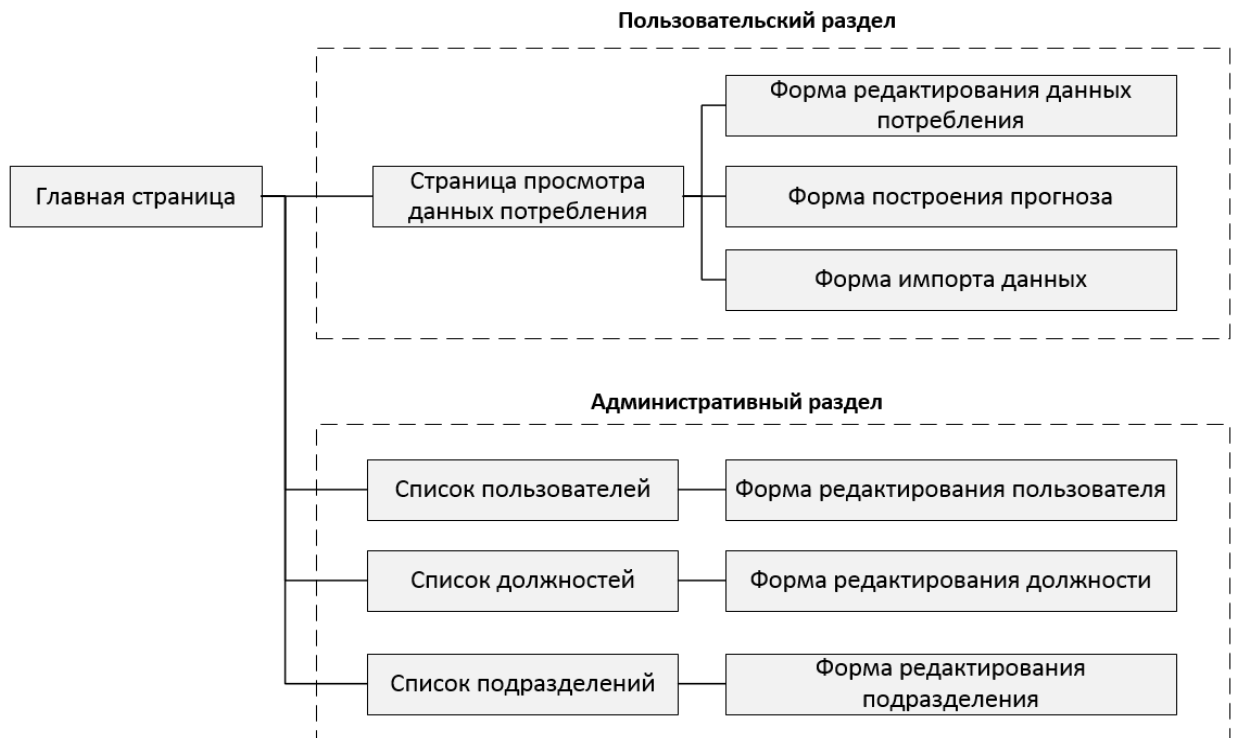 Пользовательский раздел
Форма редактирования данных
потребления
Главная страница
Страница просмотра
данных потребления
Форма построения прогноза
Форма импорта данных
Административный раздел
Список пользователей
Форма редактирования пользователя
Список должностей
Форма редактирования должности
Список подразделений
Форма редактирования
подразделения